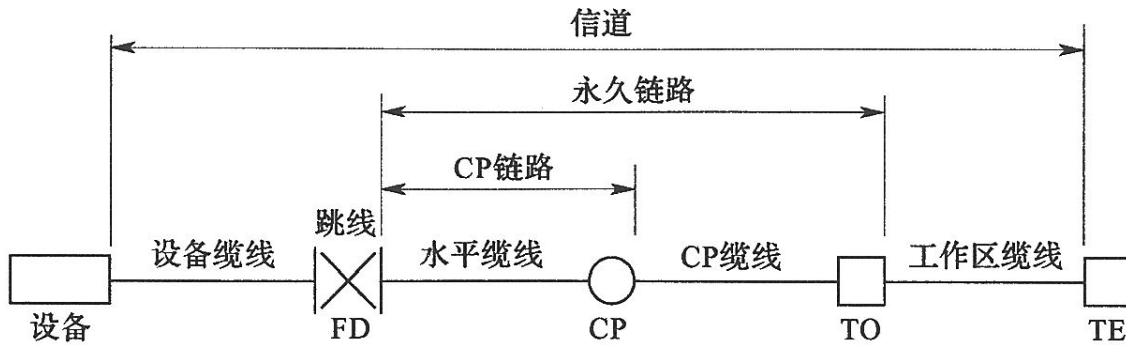 信道
永久链路
CP链路
跳线
设备缆线 水平缆线 CP缆线 工作区缆线
设备 FD CP TO TE